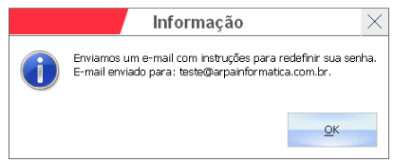 Informação
Enviamos um e-mail com instruções para redefinir sua senha.
E-mail enviado para: teste@arpainformatica.com.br.
OK